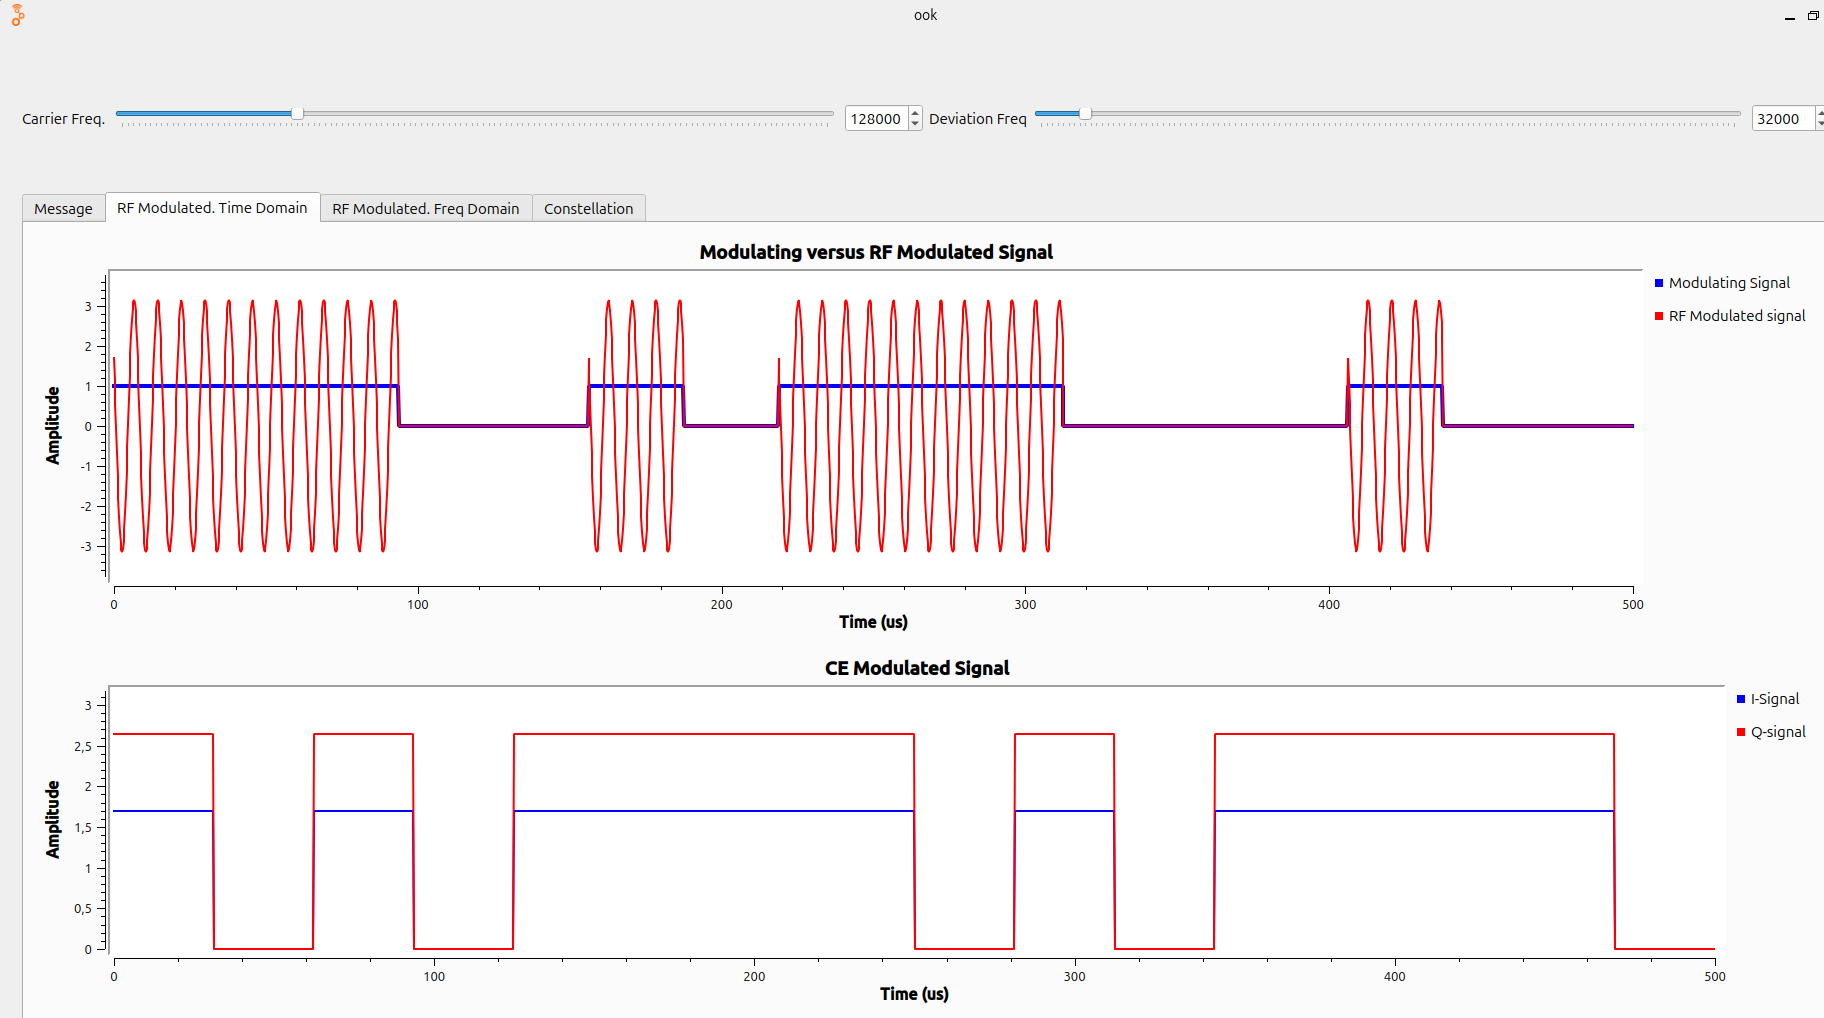 ook
Carrier Freq.
128000
Deviation Freq
32000
Message
RF Modulated. Time Domain
RF Modulated. Freq Domain
Constellation
Modulating versus RF Modulated Signal
Modulating Signal
RF Modulated signal
Amplitude
3
2
1
0
-1
-2
-3
0
100
200
300
400
500
Time (us)
CE Modulated Signal
I-Signal
Q-signal
Amplitude
3
2,5
2
1,5
1
0,5
0
0
100
200
300
400
500
Time (us)